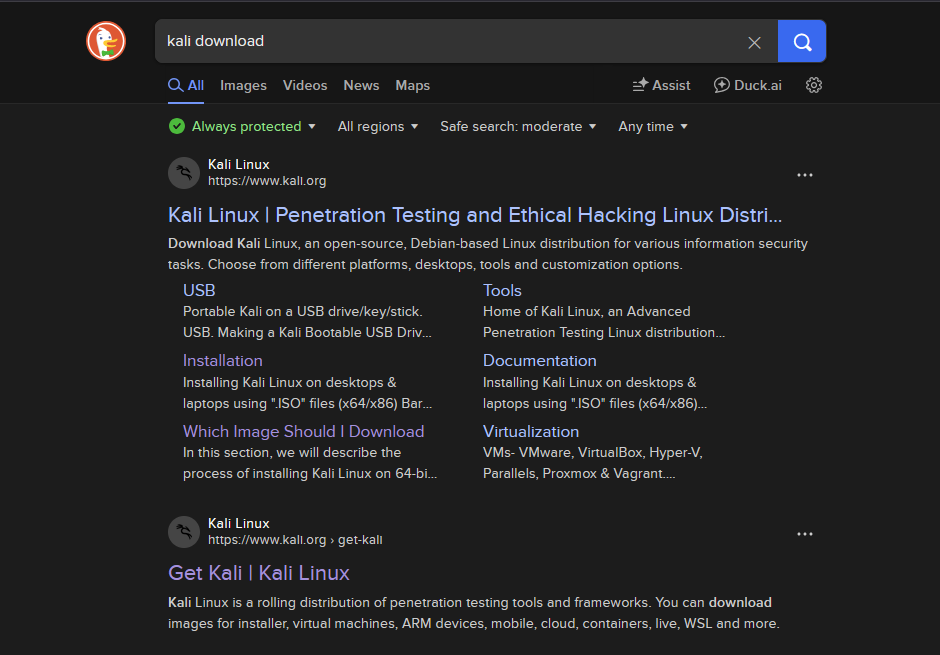 kali download
All Images Videos News Maps Assist Duck.ai
Always protected All regions Safe search: moderate Any time
Kali Linux
https://www.kali.org
Kali Linux | Penetration Testing and Ethical Hacking Linux Distri...
Download Kali Linux, an open-source, Debian-based Linux distribution for various information security
tasks. Choose from different platforms, desktops, tools and customization options.
USB
Portable Kali on a USB drive/key/stick.
USB. Making a Kali Bootable USB Driv...
Tools
Home of Kali Linux, an Advanced
Penetration Testing Linux distribution...
Installation
Installing Kali Linux on desktops &
laptops using ".ISO" files (x64/x86) Bar...
Documentation
Installing Kali Linux on desktops &
laptops using ".ISO" files (x64/x86)...
Which Image Should I Download
In this section, we will describe the
process of installing Kali Linux on 64-bi...
Virtualization
VMs- VMware, VirtualBox, Hyper-V,
Parallels, Proxmox & Vagrant....
Kali Linux
https://www.kali.org › get-kali
Get Kali | Kali Linux
Kali Linux is a rolling distribution of penetration testing tools and frameworks. You can download
images for installer, virtual machines, ARM devices, mobile, cloud, containers, live, WSL and more.